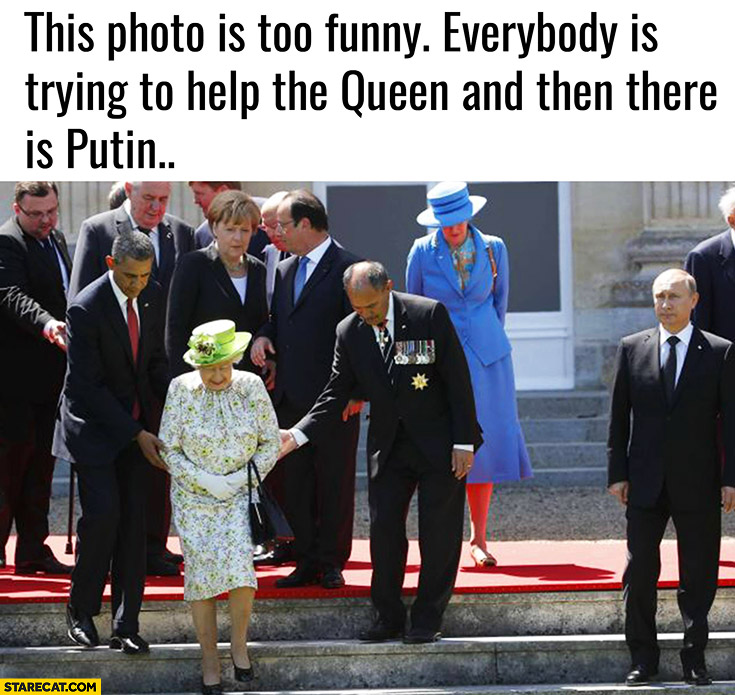 This photo is too funny. Everybody is
trying to help the Queen and then there
is Putin..
STARECAT.COM